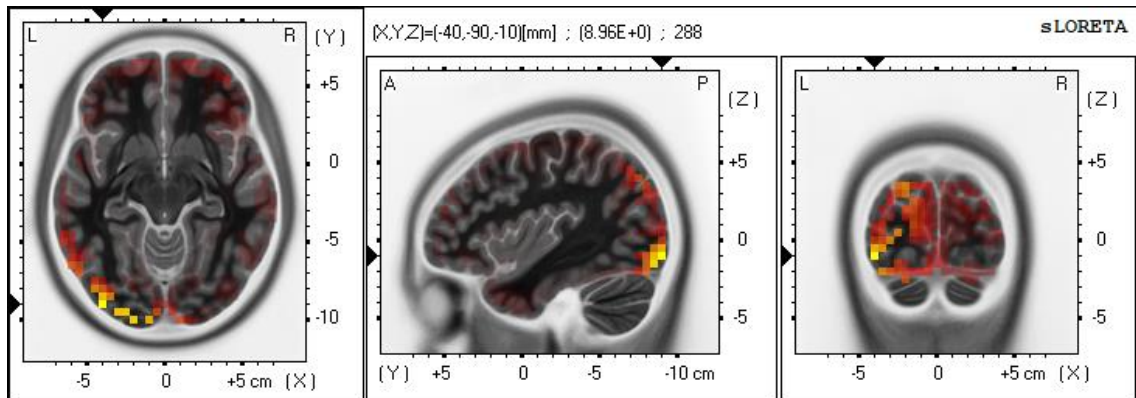 (X,Y,Z)=(-40,-90,-10)[mm] ; (8.96E+0) ; 288
sLORETA
L R (Y)
+5
0
-5
-10
-5 0 +5 cm (X)
A P (Z)
+5
0
-5
(Y) +5 0 -5 -10 cm
L R (Z)
+5
0
-5
-5 0 +5 cm (X)